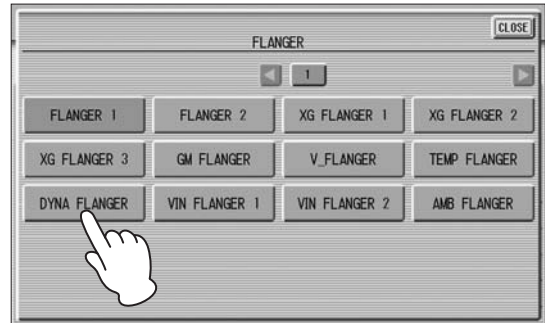 CLOSE
FLANGER
1
FLANGER 1 FLANGER 2 XG FLANGER 1 XG FLANGER 2
XG FLANGER 3 GM FLANGER V_FLANGER TEMP FLANGER
DYNA FLANGER VIN FLANGER 1 VIN FLANGER 2 AMB FLANGER